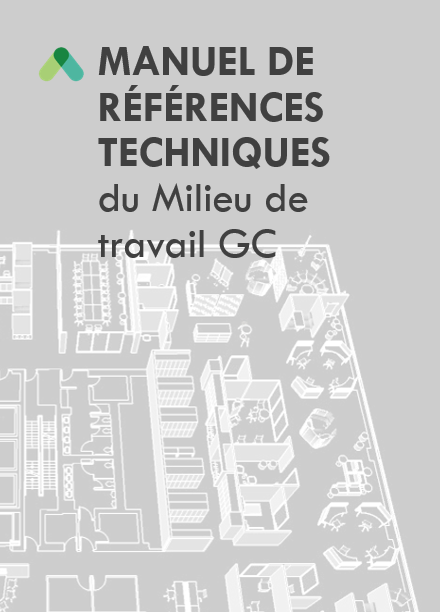 MANUEL DE
RÉFÉRENCES
TECHNIQUES
du Milieu de
travail GC